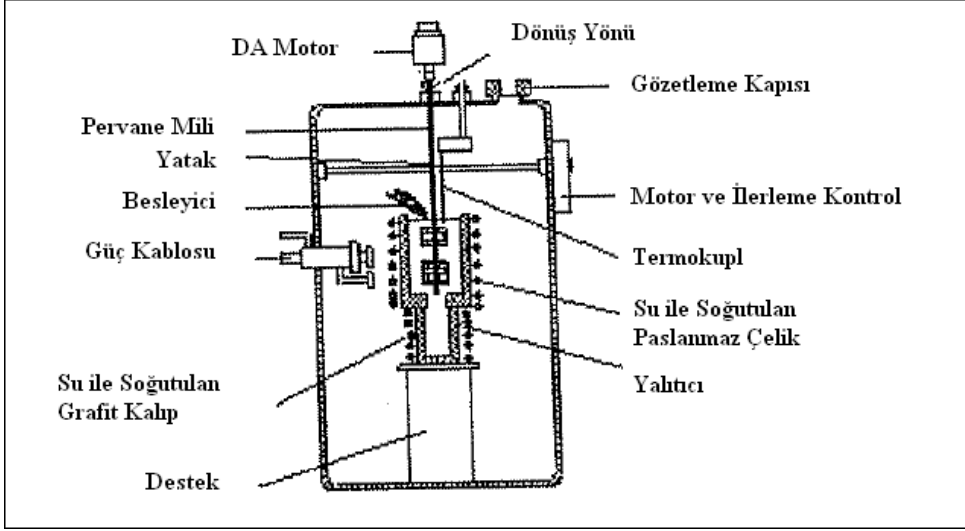 DA Motor
Dönüş Yönü
Gözetleme Kapısı
Pervane Mili
Yatak
Besleyici
Motor ve İlerleme Kontrol
Güç Kablosu
Termokupl
Su ile Soğutulan
Paslanmaz Çelik
Yalıtıcı
Su ile Soğutulan
Grafit Kalıp
Destek